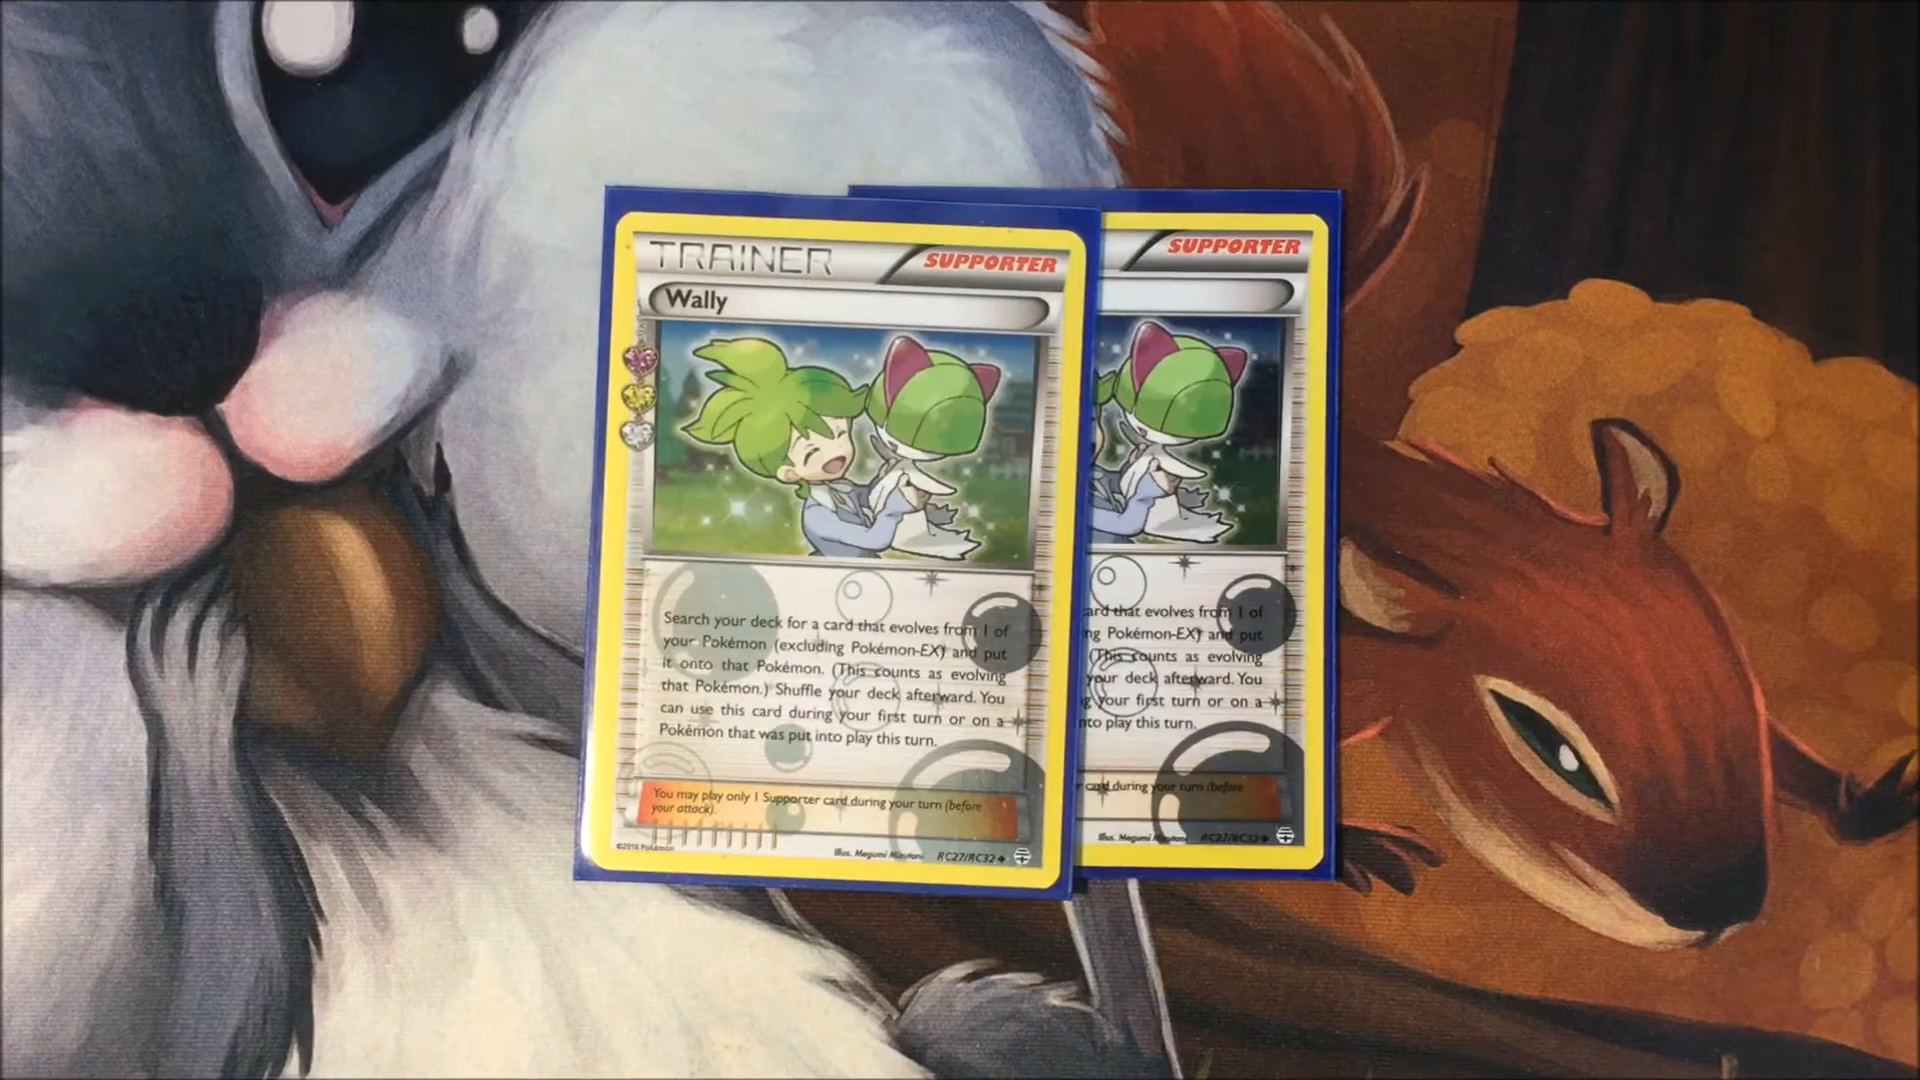 TRAINER
SUPPORTER
Wally
Search your deck for a card that evolves from 1 of
your Pokémon (excluding Pokémon-EX) and put
it onto that Pokémon. (This counts as evolving
that Pokémon.) Shuffle your deck afterward. You
can use this card during your first turn or on a
Pokémon that was put into play this turn.
You may play only 1 Supporter card during your turn (before
your attack).
©2016 Pokémon
Illus. Megumi Mizutani
RC27/RC32
SUPPORTER
card that evolves from 1 of
ng Pokémon-EX) and put
(This counts as evolving
your deck afterward. You
g your first turn or on a
nto play this turn.
r card during your turn (before
Illus. Megumi Mizutani
RC27/RC32